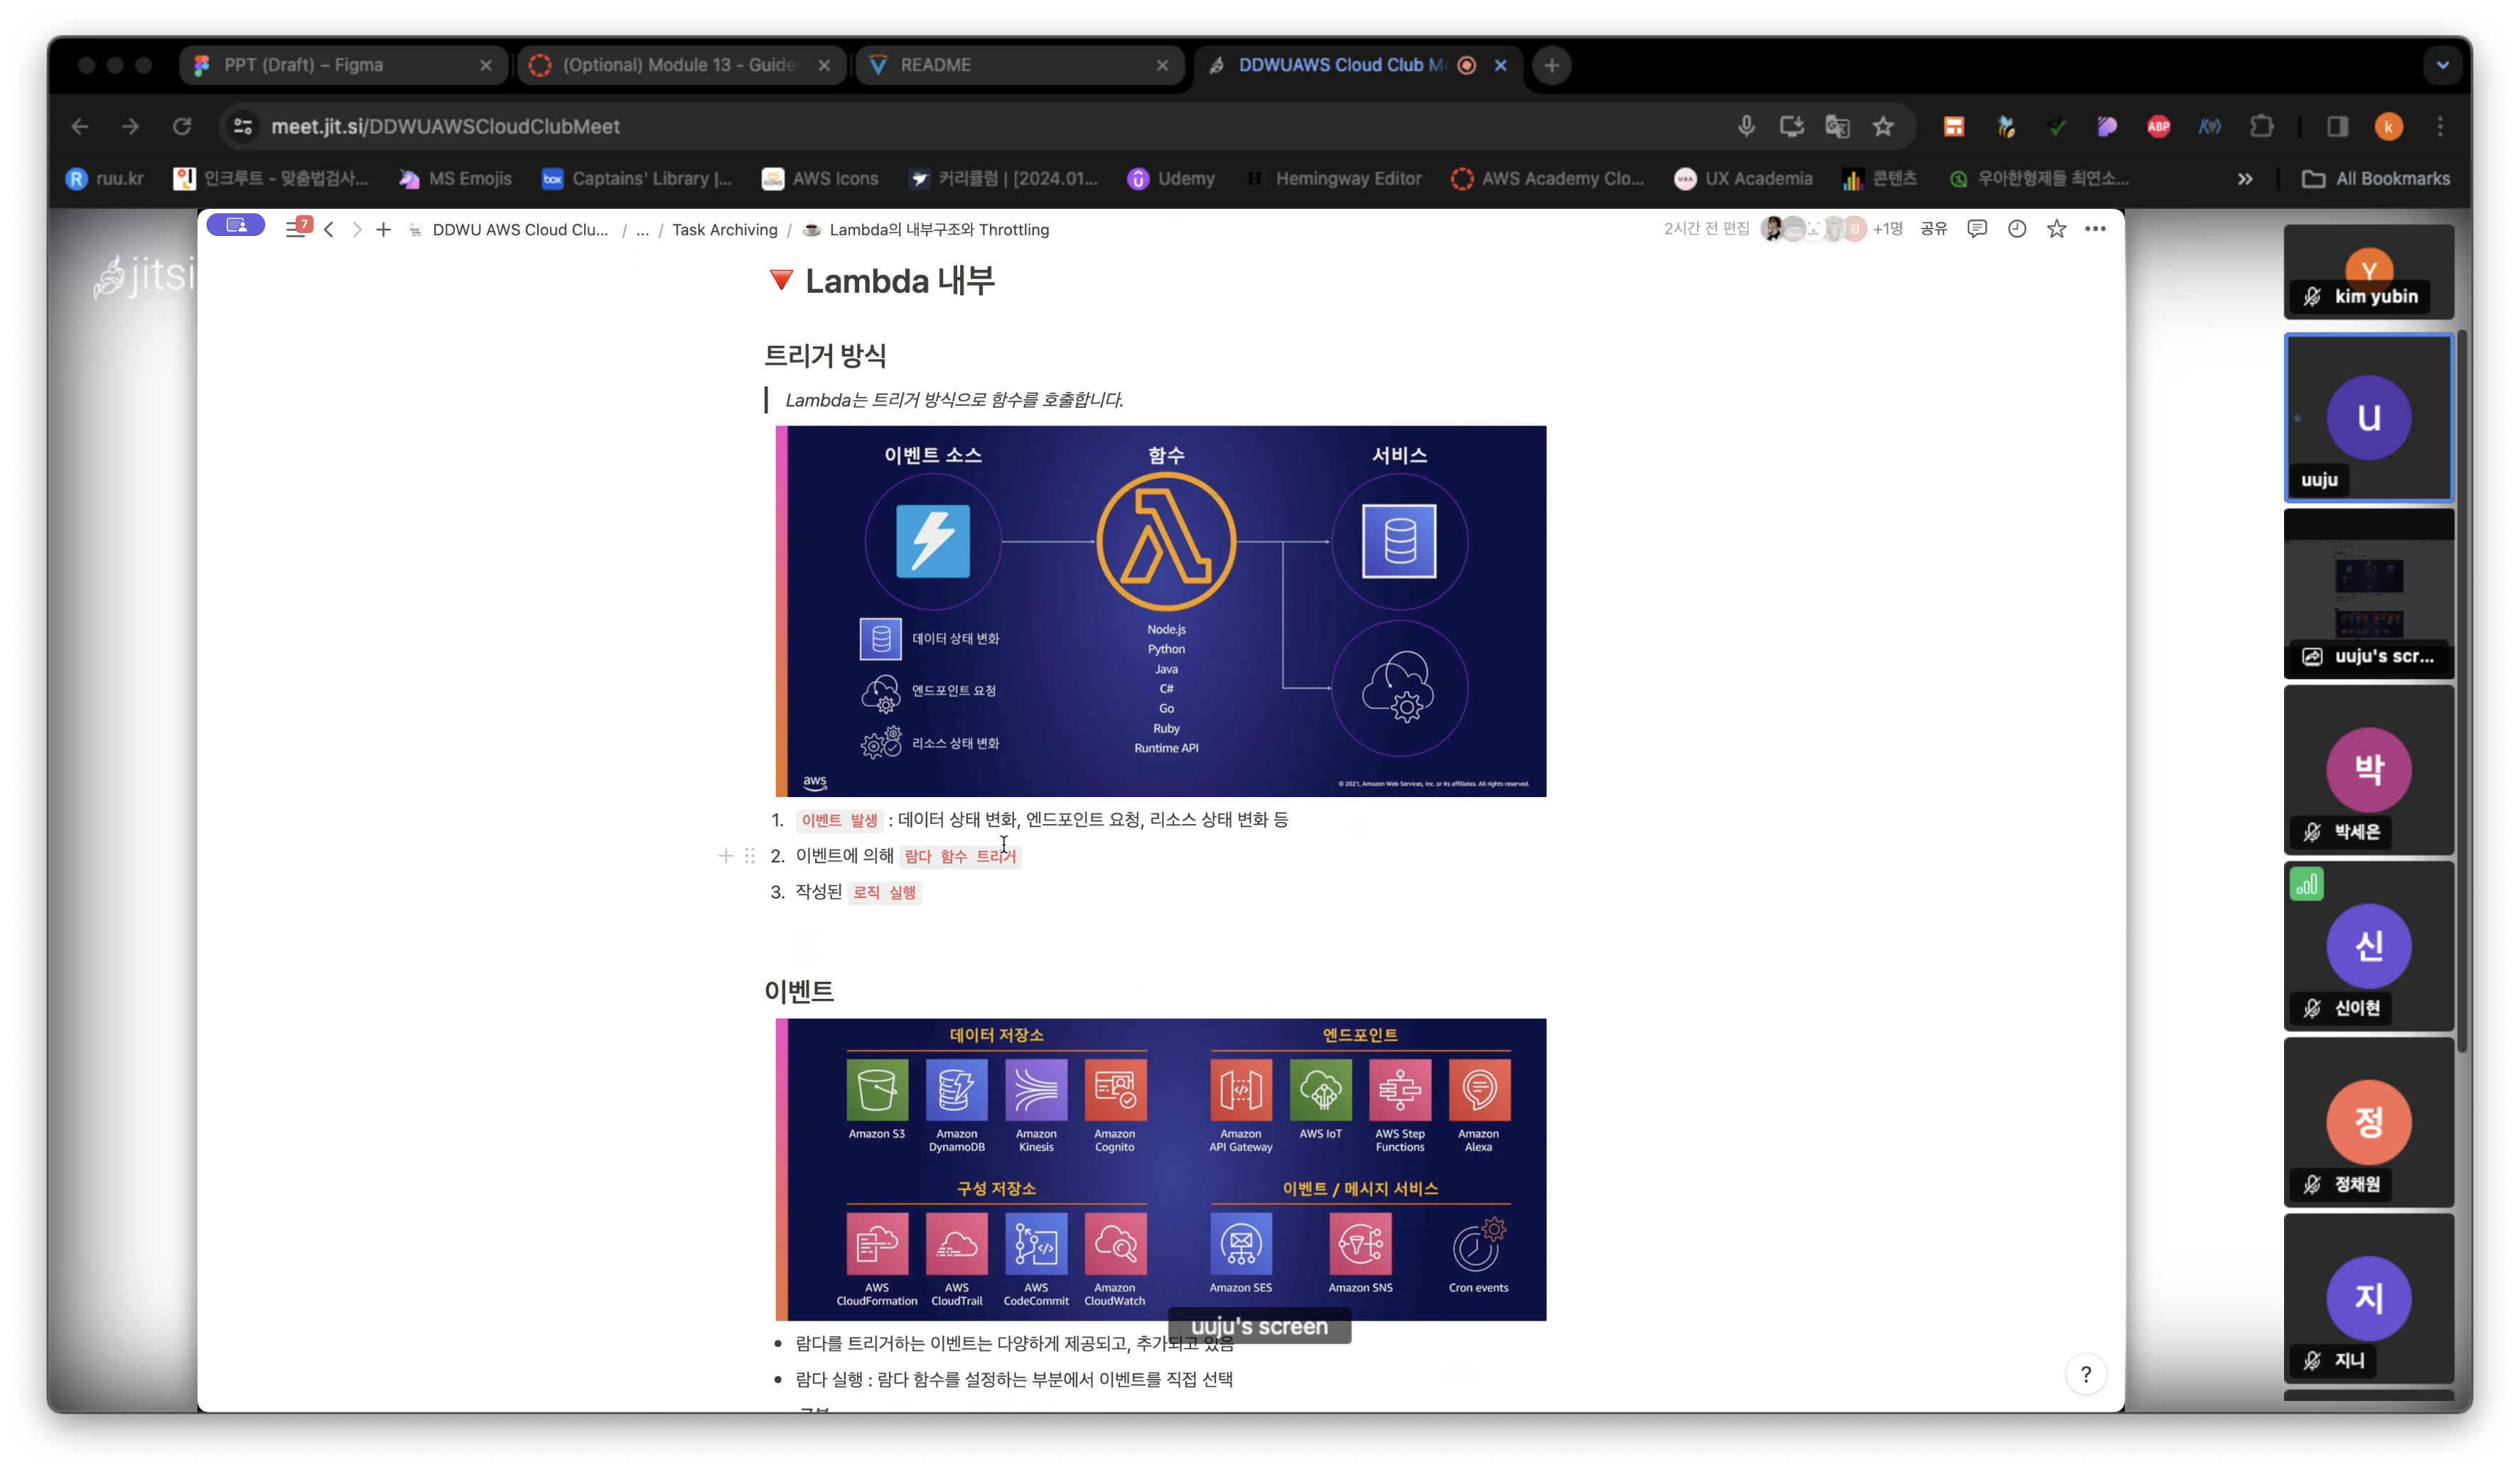 PPT (Draft) – Figma
(Optional) Module 13 - Guide
README
DDWUAWS Cloud Club M
meet.jit.si/DDWUAWSCloudClubMeet
ABP
k
ruu.kr
인크루트 - 맞춤법검사...
MS Emojis
box
Captains' Library |...
AWS Icons
커리큘럼 | [2024.01...
Udemy
Hemingway Editor
AWS Academy Clo...
UX Academia
콘텐츠
우아한형제들 최연소...
All Bookmarks
jitsi
7
DDWU AWS Cloud Clu... / ... / Task Archiving / Lambda의 내부구조와 Throttling
2시간 전 편집
김
+1명
공유
Lambda 내부
트리거 방식
Lambda는 트리거 방식으로 함수를 호출합니다.
이벤트 소스
함수
서비스
데이터 상태 변화
엔드포인트 요청
리소스 상태 변화
Node.js
Python
Java
C#
Go
Ruby
Runtime API
aws
© 2021, Amazon Web Services, Inc. or its affiliates. All rights reserved.
1. 이벤트 발생 : 데이터 상태 변화, 엔드포인트 요청, 리소스 상태 변화 등
2. 이벤트에 의해 람다 함수 트리거
3. 작성된 로직 실행
이벤트
데이터 저장소
Amazon S3
Amazon DynamoDB
Amazon Kinesis
Amazon Cognito
엔드포인트
Amazon API Gateway
AWS IoT
AWS Step Functions
Amazon Alexa
구성 저장소
AWS CloudFormation
AWS CloudTrail
AWS CodeCommit
Amazon CloudWatch
이벤트 / 메시지 서비스
Amazon SES
Amazon SNS
Cron events
uuju's screen
• 람다를 트리거하는 이벤트는 다양하게 제공되고, 추가되고 있음
• 람다 실행 : 람다 함수를 설정하는 부분에서 이벤트를 직접 선택
?
Y
kim yubin
U
uuju
uuju's scr...
박
박세은
신
신이현
정
정채원
지
지니